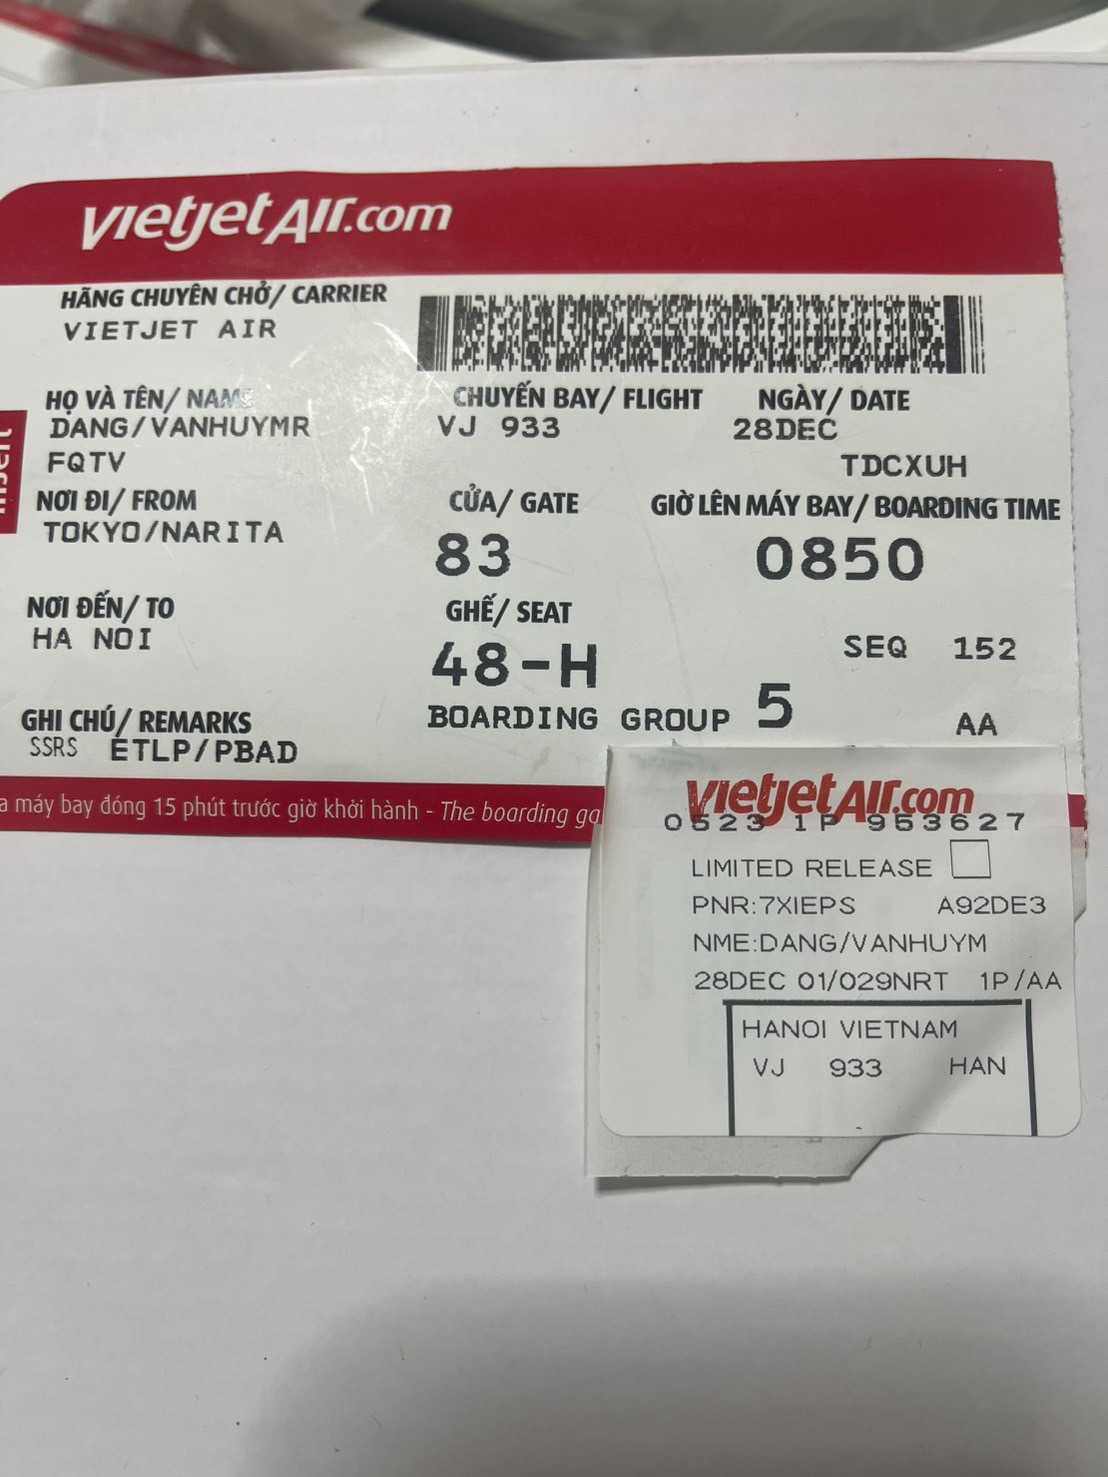 vietjetAir.com
HÃNG CHUYÊN CHỞ/ CARRIER
VIETJET AIR
HỌ VÀ TÊN/ NAME
DANG/VANHUYMR
CHUYẾN BAY/ FLIGHT
VJ 933
NGÀY/ DATE
28DEC
FQTV
TDCXUH
NƠI ĐI/ FROM
TOKYO/NARITA
CỬA/ GATE
83
GIỜ LÊN MÁY BAY/ BOARDING TIME
0850
NƠI ĐẾN/ TO
HA NOI
GHẾ/ SEAT
48-H
SEQ 152
BOARDING GROUP 5
AA
GHI CHÚ/ REMARKS
SSRS ETLP/PBAD
a máy bay đóng 15 phút trước giờ khởi hành - The boarding ga
vietjetAir.com
0523 1P 953627
LIMITED RELEASE
PNR:7XIEPS A92DE3
NME:DANG/VANHUYM
28DEC 01/029NRT 1P/AA
HANOI VIETNAM
VJ 933 HAN